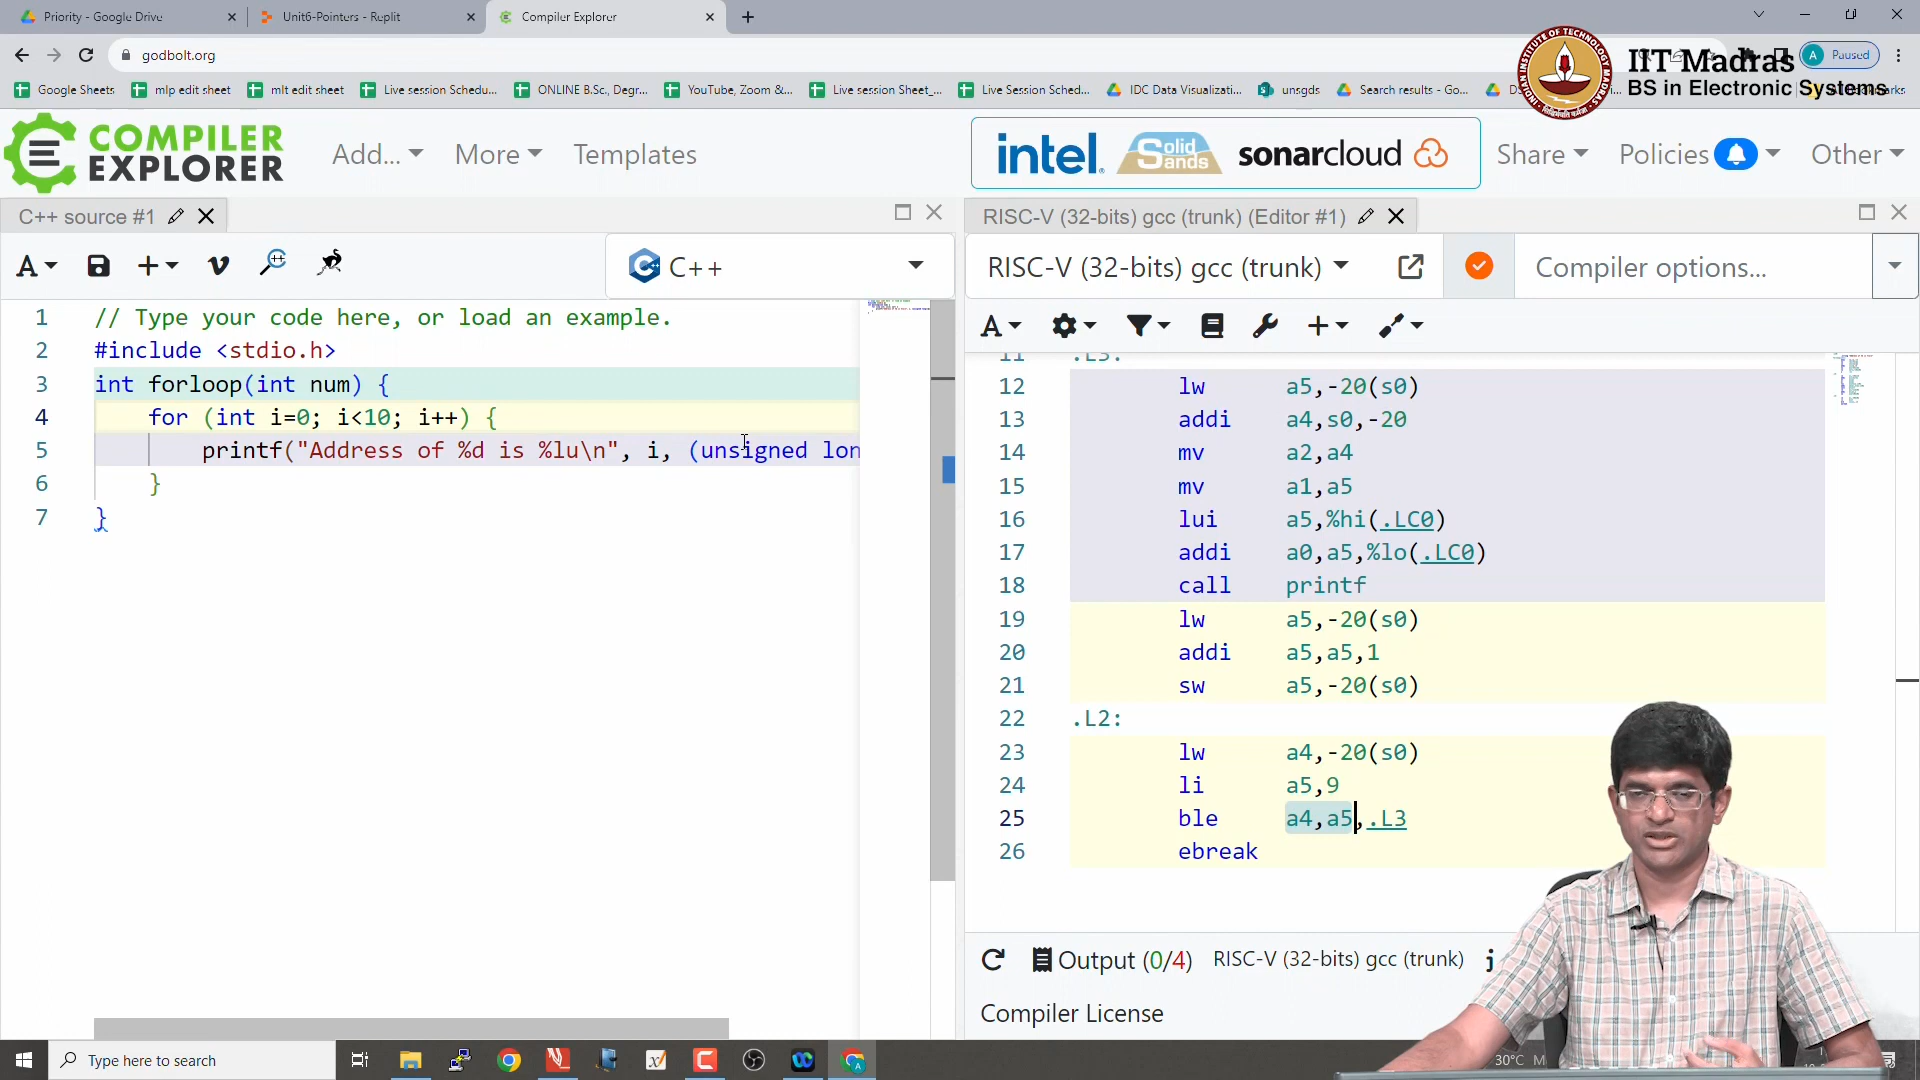 Priority - Google Drive
Unit6-Pointers - Replit
Compiler Explorer
godbolt.org
A Paused
IIT Madras
BS in Electronic Systems
Google Sheets
mlp edit sheet
mlt edit sheet
Live session Schedu...
ONLINE B.Sc., Degr...
YouTube, Zoom &...
Live session Sheet_...
Live Session Sched...
IDC Data Visualizati...
unsgds
Search results - Go...
COMPILER
EXPLORER
Add...
More
Templates
intel.
Solid
Sands
sonarcloud
Share
Policies
Other
C++ source #1
RISC-V (32-bits) gcc (trunk) (Editor #1)
A
C++
RISC-V (32-bits) gcc (trunk)
Compiler options...
A
1 // Type your code here, or load an example.
2 #include <stdio.h>
3 int forloop(int num) {
4 for (int i=0; i<10; i++) {
5 printf("Address of %d is %lu\n", i, (unsigned lon
6 }
7 }
11 .L3:
12 lw a5,-20(s0)
13 addi a4,s0,-20
14 mv a2,a4
15 mv a1,a5
16 lui a5,%hi(.LC0)
17 addi a0,a5,%lo(.LC0)
18 call printf
19 lw a5,-20(s0)
20 addi a5,a5,1
21 sw a5,-20(s0)
22 .L2:
23 lw a4,-20(s0)
24 li a5,9
25 ble a4,a5,.L3
26 ebreak
Output (0/4) RISC-V (32-bits) gcc (trunk) i
Compiler License
Type here to search
30°C